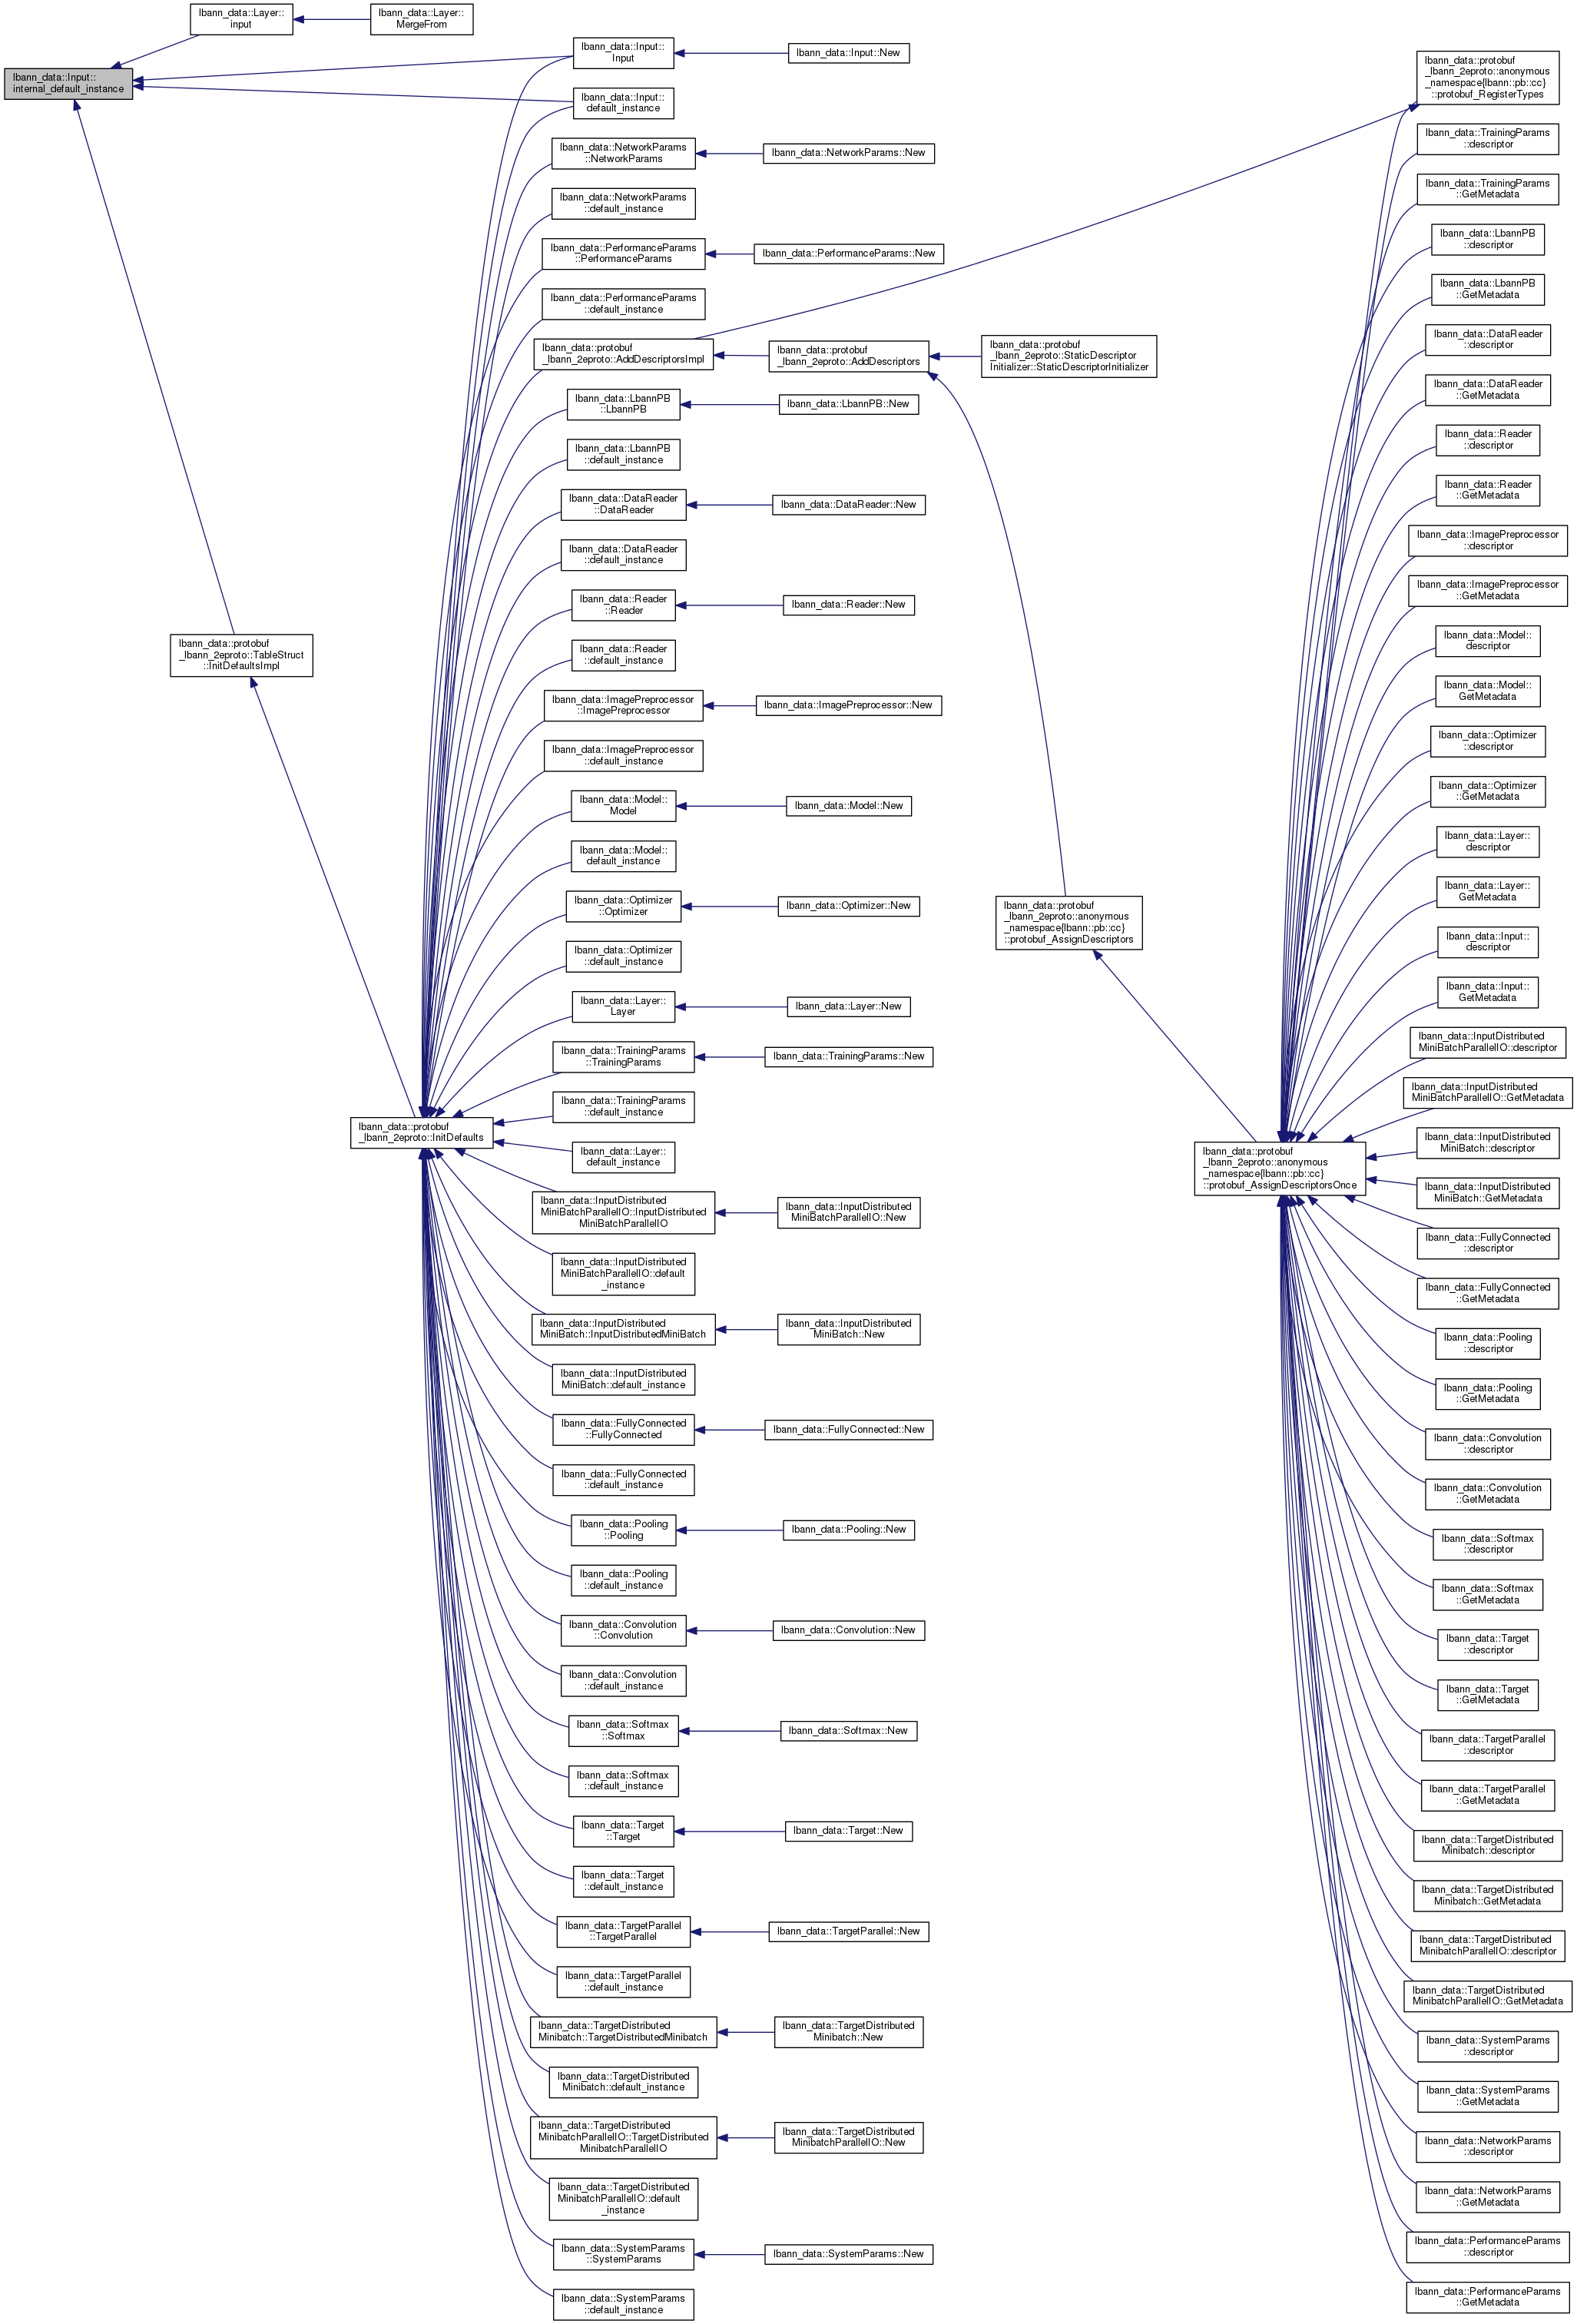 lbann_data::Layer::
input
lbann_data::Layer::
MergeFrom
lbann_data::Input::
internal_default_instance
lbann_data::protobuf
_lbann_2eproto::TableStruct
::InitDefaultsImpl
lbann_data::protobuf
_lbann_2eproto::InitDefaults
lbann_data::Input::
Input
lbann_data::Input::New
lbann_data::Input::
default_instance
lbann_data::NetworkParams
::NetworkParams
lbann_data::NetworkParams::New
lbann_data::NetworkParams
::default_instance
lbann_data::PerformanceParams
::PerformanceParams
lbann_data::PerformanceParams::New
lbann_data::PerformanceParams
::default_instance
lbann_data::protobuf
_lbann_2eproto::AddDescriptorsImpl
lbann_data::protobuf
_lbann_2eproto::AddDescriptors
lbann_data::protobuf
_lbann_2eproto::StaticDescriptor
Initializer::StaticDescriptorInitializer
lbann_data::LbannPB
::LbannPB
lbann_data::LbannPB::New
lbann_data::LbannPB
::default_instance
lbann_data::DataReader
::DataReader
lbann_data::DataReader::New
lbann_data::DataReader
::default_instance
lbann_data::Reader
::Reader
lbann_data::Reader::New
lbann_data::Reader
::default_instance
lbann_data::ImagePreprocessor
::ImagePreprocessor
lbann_data::ImagePreprocessor::New
lbann_data::ImagePreprocessor
::default_instance
lbann_data::Model::
Model
lbann_data::Model::New
lbann_data::Model::
default_instance
lbann_data::Optimizer
::Optimizer
lbann_data::Optimizer::New
lbann_data::Optimizer
::default_instance
lbann_data::Layer::
Layer
lbann_data::Layer::New
lbann_data::TrainingParams
::TrainingParams
lbann_data::TrainingParams::New
lbann_data::TrainingParams
::default_instance
lbann_data::Layer::
default_instance
lbann_data::InputDistributed
MiniBatchParallelIO::InputDistributed
MiniBatchParallelIO
lbann_data::InputDistributed
MiniBatchParallelIO::New
lbann_data::InputDistributed
MiniBatchParallelIO::default
_instance
lbann_data::InputDistributed
MiniBatch::InputDistributedMiniBatch
lbann_data::InputDistributed
MiniBatch::New
lbann_data::InputDistributed
MiniBatch::default_instance
lbann_data::FullyConnected
::FullyConnected
lbann_data::FullyConnected::New
lbann_data::FullyConnected
::default_instance
lbann_data::Pooling
::Pooling
lbann_data::Pooling::New
lbann_data::Pooling
::default_instance
lbann_data::Convolution
::Convolution
lbann_data::Convolution::New
lbann_data::Convolution
::default_instance
lbann_data::Softmax
::Softmax
lbann_data::Softmax::New
lbann_data::Softmax
::default_instance
lbann_data::Target
::Target
lbann_data::Target::New
lbann_data::Target
::default_instance
lbann_data::TargetParallel
::TargetParallel
lbann_data::TargetParallel::New
lbann_data::TargetParallel
::default_instance
lbann_data::TargetDistributed
Minibatch::TargetDistributedMinibatch
lbann_data::TargetDistributed
Minibatch::New
lbann_data::TargetDistributed
Minibatch::default_instance
lbann_data::TargetDistributed
MinibatchParallelIO::TargetDistributed
MinibatchParallelIO
lbann_data::TargetDistributed
MinibatchParallelIO::New
lbann_data::TargetDistributed
MinibatchParallelIO::default
_instance
lbann_data::SystemParams
::SystemParams
lbann_data::SystemParams::New
lbann_data::SystemParams
::default_instance
lbann_data::protobuf
_lbann_2eproto::anonymous
_namespace{lbann::pb::cc}
::protobuf_AssignDescriptors
lbann_data::protobuf
_lbann_2eproto::anonymous
_namespace{lbann::pb::cc}
::protobuf_AssignDescriptorsOnce
lbann_data::protobuf
_lbann_2eproto::anonymous
_namespace{lbann::pb::cc}
::protobuf_RegisterTypes
lbann_data::TrainingParams
::descriptor
lbann_data::TrainingParams
::GetMetadata
lbann_data::LbannPB
::descriptor
lbann_data::LbannPB
::GetMetadata
lbann_data::DataReader
::descriptor
lbann_data::DataReader
::GetMetadata
lbann_data::Reader
::descriptor
lbann_data::Reader
::GetMetadata
lbann_data::ImagePreprocessor
::descriptor
lbann_data::ImagePreprocessor
::GetMetadata
lbann_data::Model::
descriptor
lbann_data::Model::
GetMetadata
lbann_data::Optimizer
::descriptor
lbann_data::Optimizer
::GetMetadata
lbann_data::Layer::
descriptor
lbann_data::Layer::
GetMetadata
lbann_data::Input::
descriptor
lbann_data::Input::
GetMetadata
lbann_data::InputDistributed
MiniBatchParallelIO::descriptor
lbann_data::InputDistributed
MiniBatchParallelIO::GetMetadata
lbann_data::InputDistributed
MiniBatch::descriptor
lbann_data::InputDistributed
MiniBatch::GetMetadata
lbann_data::FullyConnected
::descriptor
lbann_data::FullyConnected
::GetMetadata
lbann_data::Pooling
::descriptor
lbann_data::Pooling
::GetMetadata
lbann_data::Convolution
::descriptor
lbann_data::Convolution
::GetMetadata
lbann_data::Softmax
::descriptor
lbann_data::Softmax
::GetMetadata
lbann_data::Target
::descriptor
lbann_data::Target
::GetMetadata
lbann_data::TargetParallel
::descriptor
lbann_data::TargetParallel
::GetMetadata
lbann_data::TargetDistributed
Minibatch::descriptor
lbann_data::TargetDistributed
Minibatch::GetMetadata
lbann_data::TargetDistributed
MinibatchParallelIO::descriptor
lbann_data::TargetDistributed
MinibatchParallelIO::GetMetadata
lbann_data::SystemParams
::descriptor
lbann_data::SystemParams
::GetMetadata
lbann_data::NetworkParams
::descriptor
lbann_data::NetworkParams
::GetMetadata
lbann_data::PerformanceParams
::descriptor
lbann_data::PerformanceParams
::GetMetadata